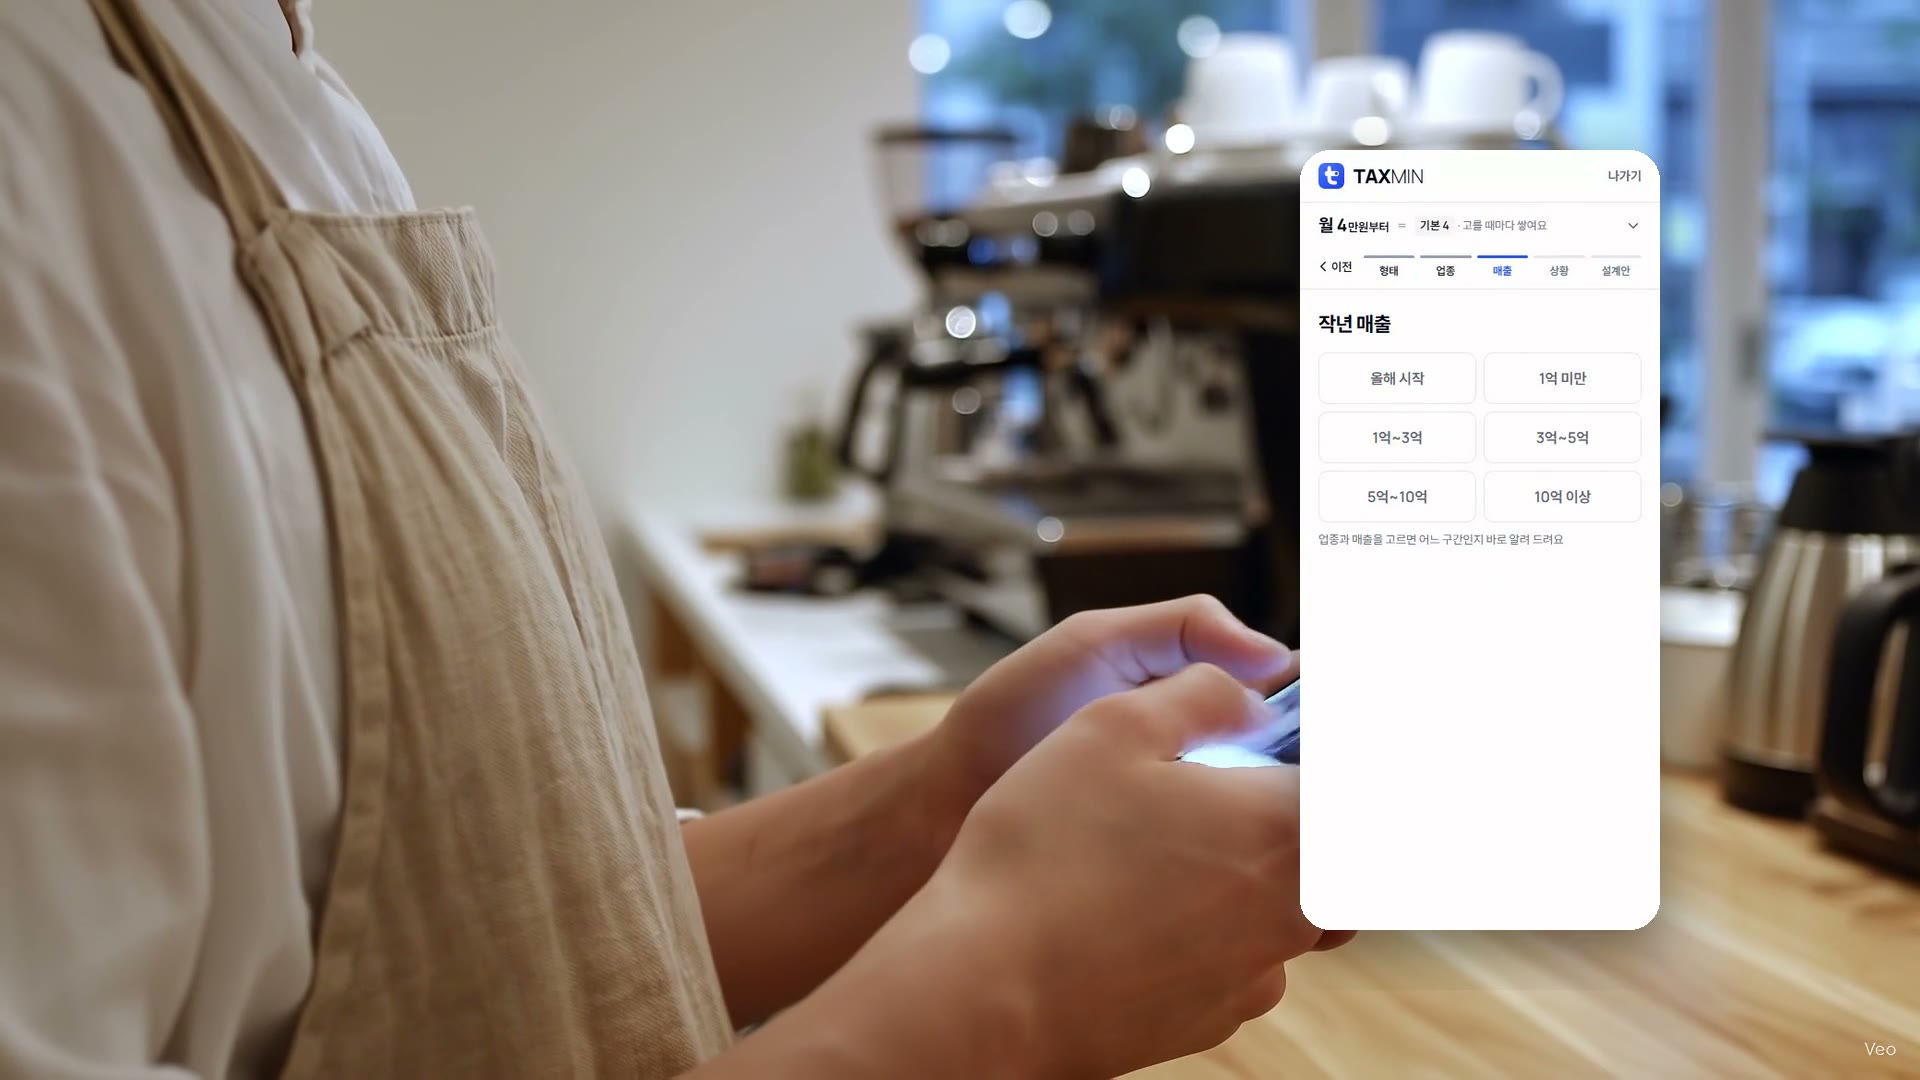 TAXMIN
나가기
월 4만원부터 = 기본 4 · 고를 때마다 쌓여요
이전 형태 업종 매출 상황 설계안
작년 매출
올해 시작 1억 미만
1억~3억 3억~5억
5억~10억 10억 이상
업종과 매출을 고르면 어느 구간인지 바로 알려 드려요
Veo